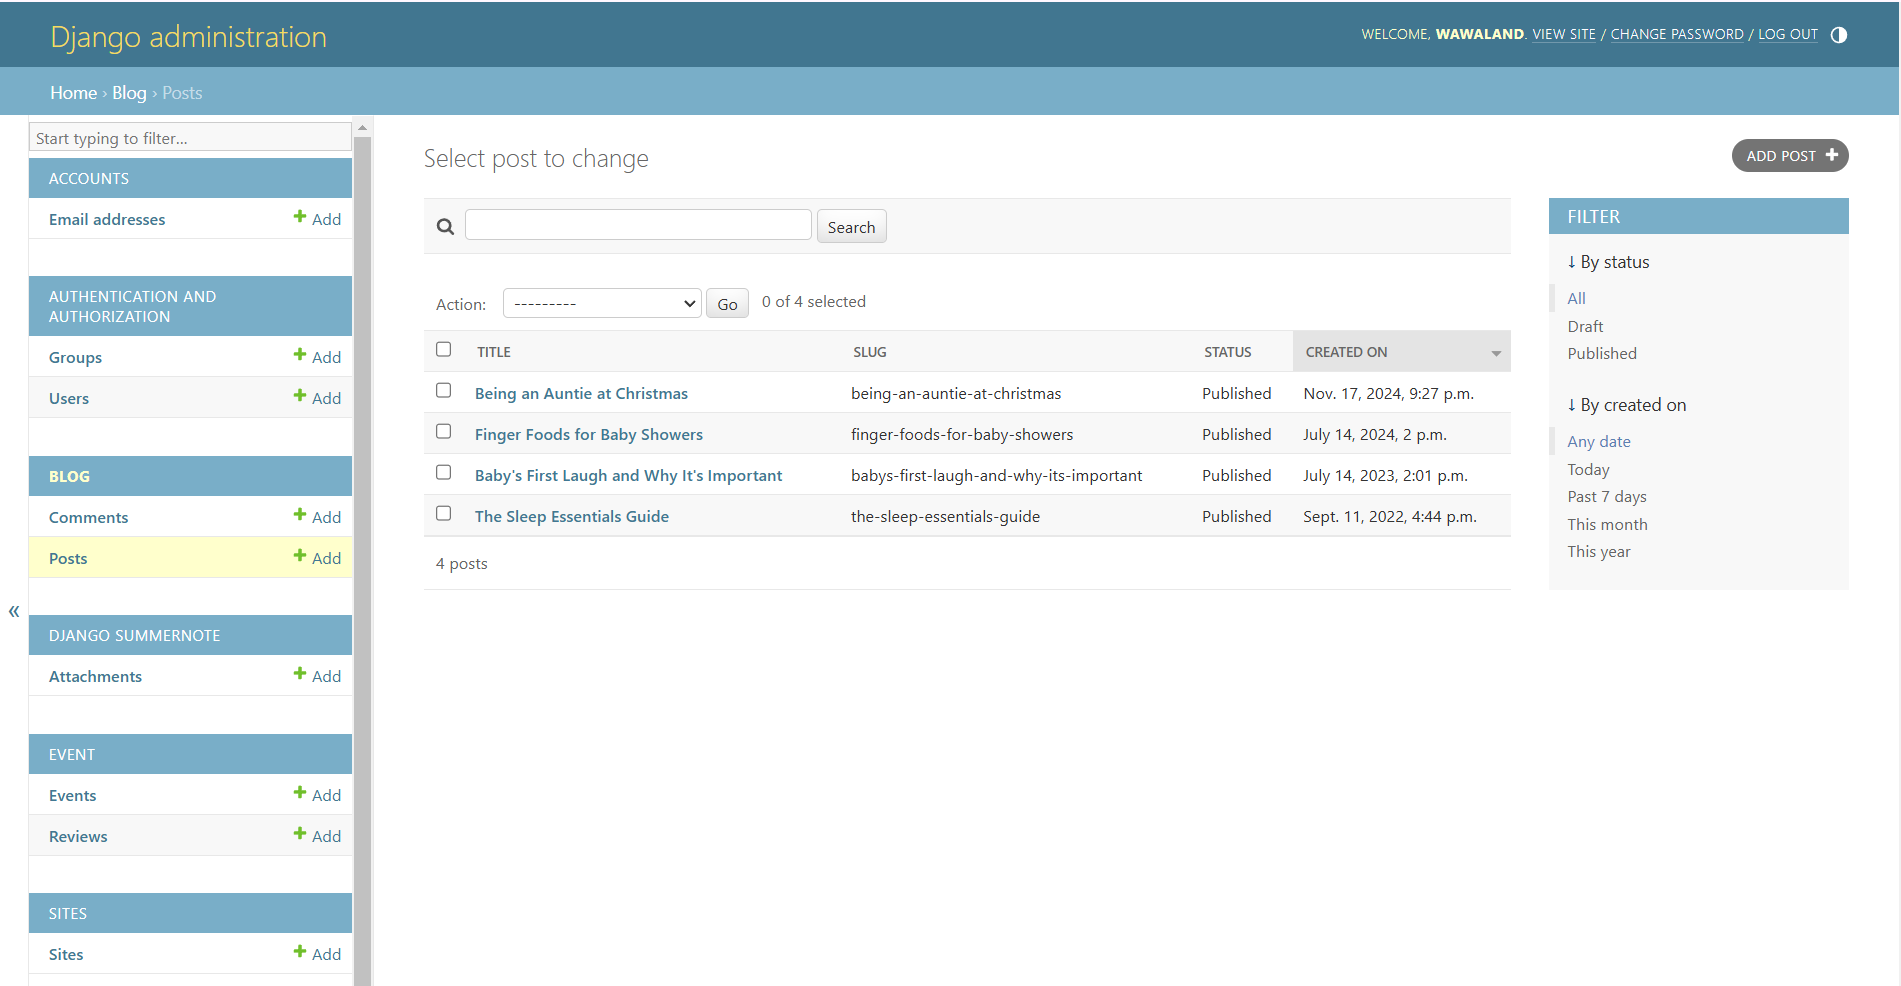 Django administration
WELCOME, WAWALAND. VIEW SITE / CHANGE PASSWORD / LOG OUT
Home › Blog › Posts
Start typing to filter...
ACCOUNTS
Email addresses Add
AUTHENTICATION AND
AUTHORIZATION
Groups Add
Users Add
BLOG
Comments Add
Posts Add
DJANGO SUMMERNOTE
Attachments Add
EVENT
Events Add
Reviews Add
SITES
Sites Add
«
Select post to change
ADD POST
Search
Action: --------- Go 0 of 4 selected
TITLE SLUG STATUS CREATED ON
Being an Auntie at Christmas being-an-auntie-at-christmas Published Nov. 17, 2024, 9:27 p.m.
Finger Foods for Baby Showers finger-foods-for-baby-showers Published July 14, 2024, 2 p.m.
Baby's First Laugh and Why It's Important babys-first-laugh-and-why-its-important Published July 14, 2023, 2:01 p.m.
The Sleep Essentials Guide the-sleep-essentials-guide Published Sept. 11, 2022, 4:44 p.m.
4 posts
FILTER
↓ By status
All
Draft
Published
↓ By created on
Any date
Today
Past 7 days
This month
This year